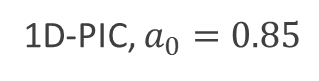 1D-PIC, 𝑎₀ = 0.85